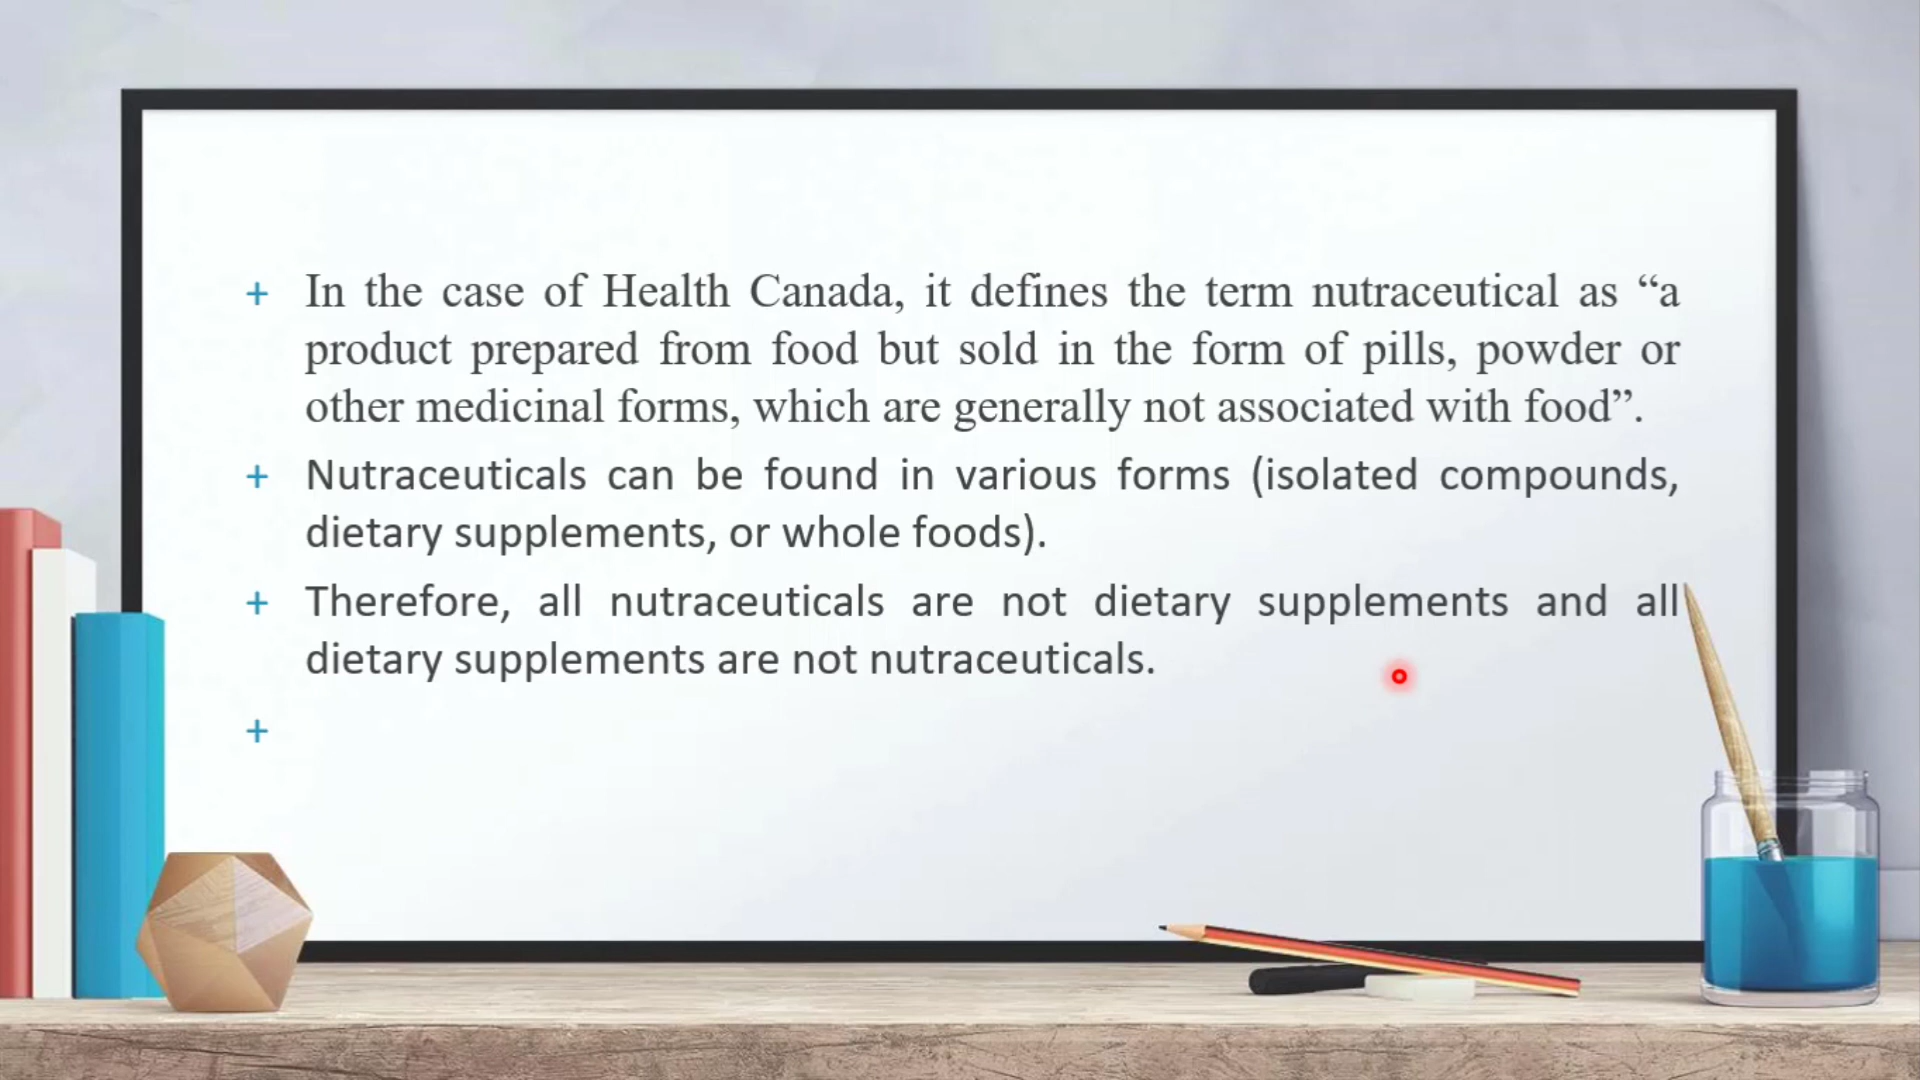 + In the case of Health Canada, it defines the term nutraceutical as “a
product prepared from food but sold in the form of pills, powder or
other medicinal forms, which are generally not associated with food”.
+ Nutraceuticals can be found in various forms (isolated compounds,
dietary supplements, or whole foods).
+ Therefore, all nutraceuticals are not dietary supplements and all
dietary supplements are not nutraceuticals.
+